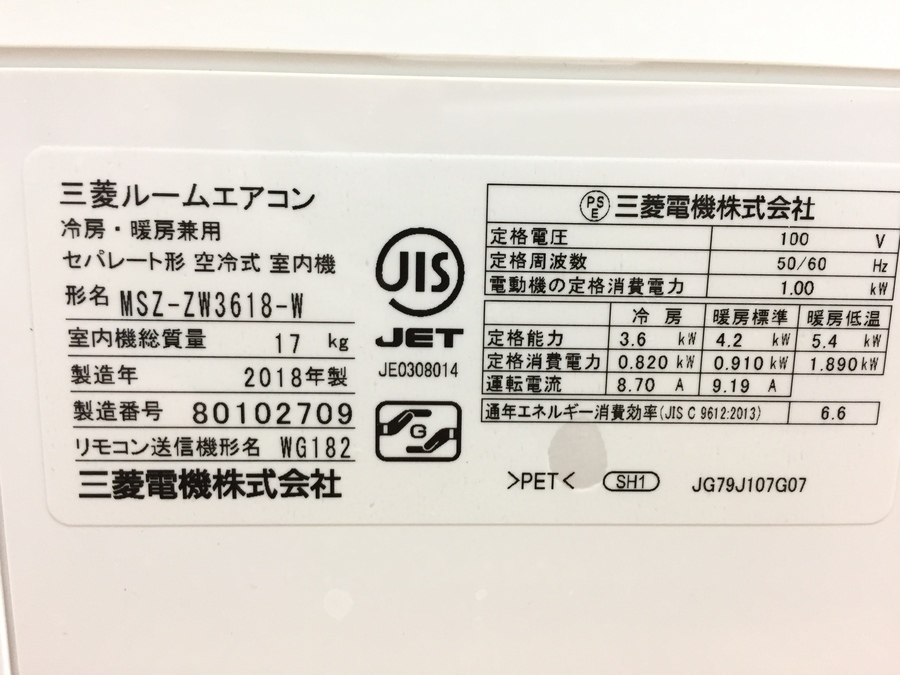 三菱ルームエアコン
冷房・暖房兼用
セパレート形 空冷式 室内機
形名 MSZ-ZW3618-W
室内機総質量 17 kg
製造年 2018年製
製造番号 80102709
リモコン送信機形名 WG182
三菱電機株式会社
JIS
JET
JE0308014
G
PS
E
三菱電機株式会社
定格電圧 100 V
定格周波数 50/60 Hz
電動機の定格消費電力 1.00 kW
冷房 暖房標準 暖房低温
定格能力 3.6 kW 4.2 kW 5.4 kW
定格消費電力 0.820 kW 0.910 kW 1.890 kW
運転電流 8.70 A 9.19 A
通年エネルギー消費効率(JIS C 9612:2013) 6.6
>PET< SH1 JG79J107G07